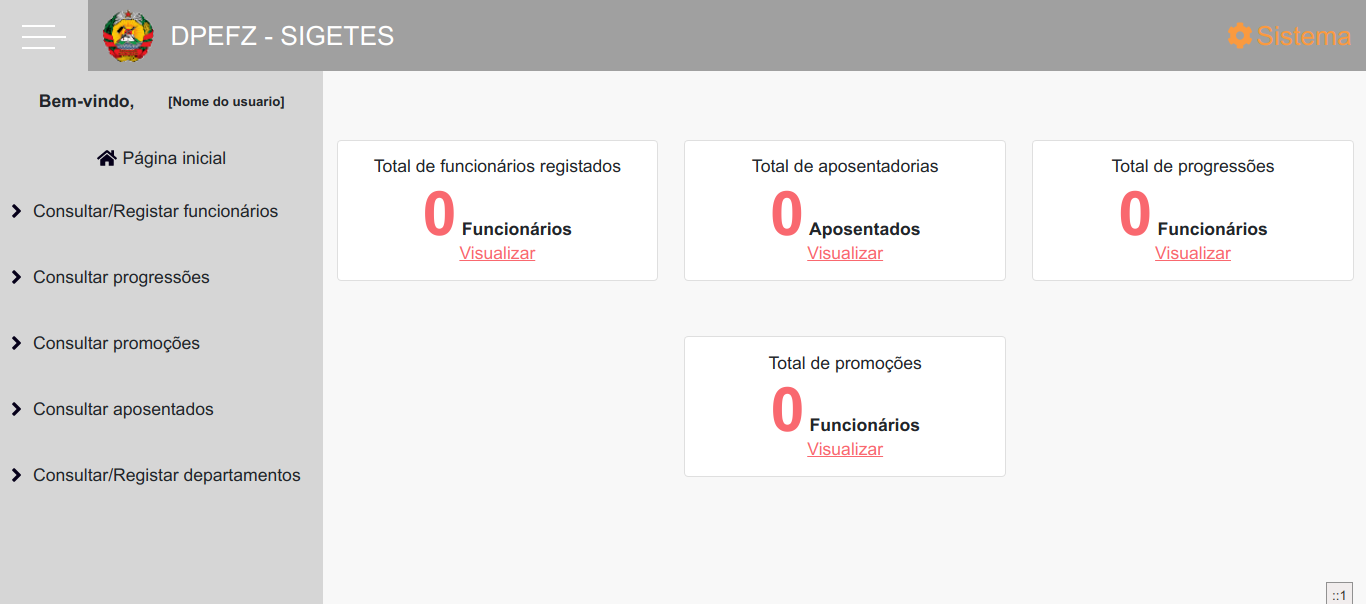 DPEFZ - SIGETES
Sistema
Bem-vindo, [Nome do usuario]
Página inicial
Consultar/Registar funcionários
Consultar progressões
Consultar promoções
Consultar aposentados
Consultar/Registar departamentos
Total de funcionários registados
0 Funcionários
Visualizar
Total de aposentadorias
0 Aposentados
Visualizar
Total de progressões
0 Funcionários
Visualizar
Total de promoções
0 Funcionários
Visualizar
::1